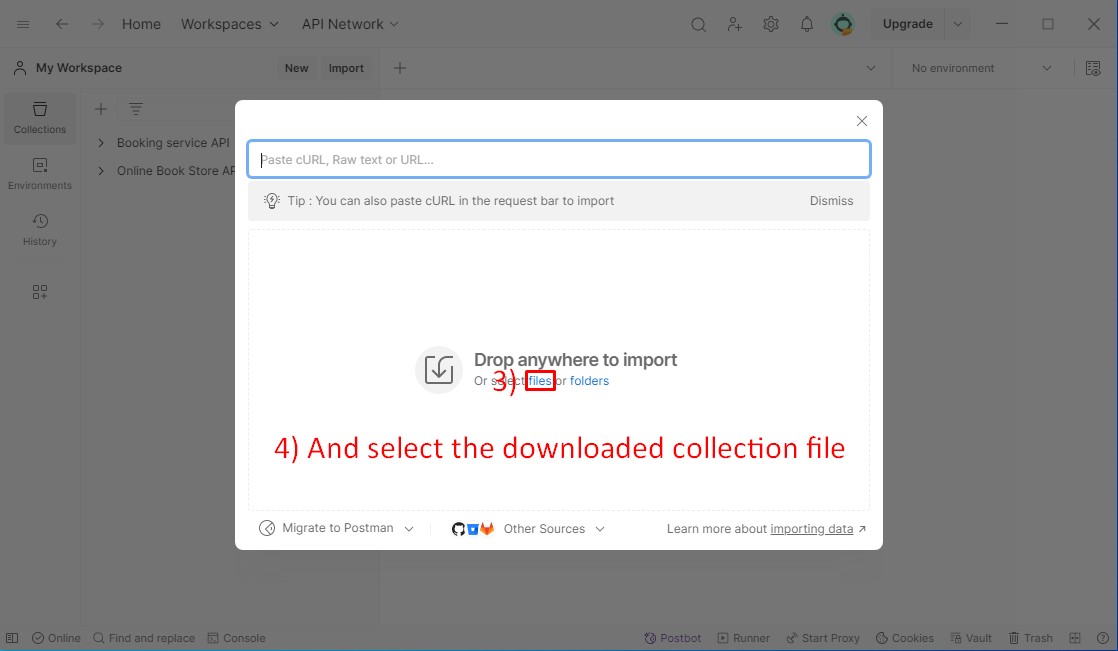 Home Workspaces API Network Upgrade
My Workspace New Import No environment
Collections
Booking service API
Online Book Store AP
Environments
History
Paste cURL, Raw text or URL...
Tip : You can also paste cURL in the request bar to import Dismiss
Drop anywhere to import
Or select files or folders
3)
4) And select the downloaded collection file
Migrate to Postman Other Sources Learn more about importing data
Online Find and replace Console Postbot Runner Start Proxy Cookies Vault Trash